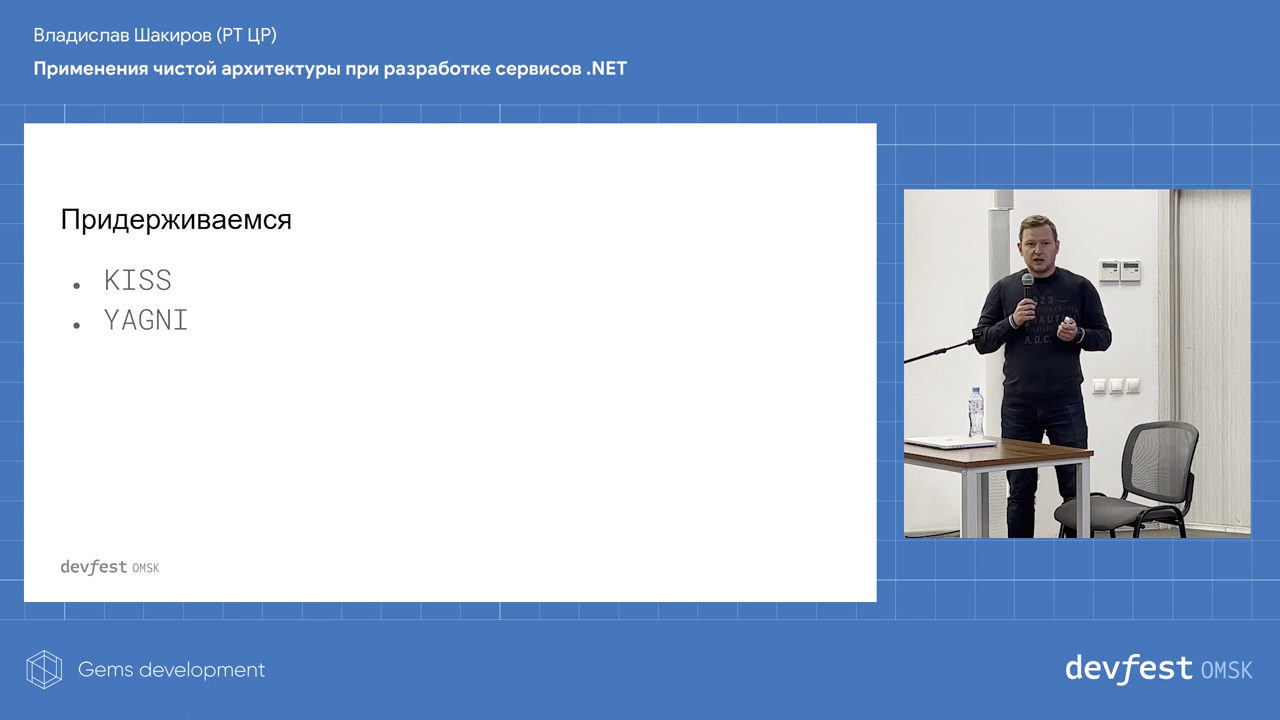 Владислав Шакиров (РТ ЦР)
Применения чистой архитектуры при разработке сервисов .NET
Придерживаемся
• KISS
• YAGNI
devfest OMSK
A.O.C.
Gems development
devfest OMSK